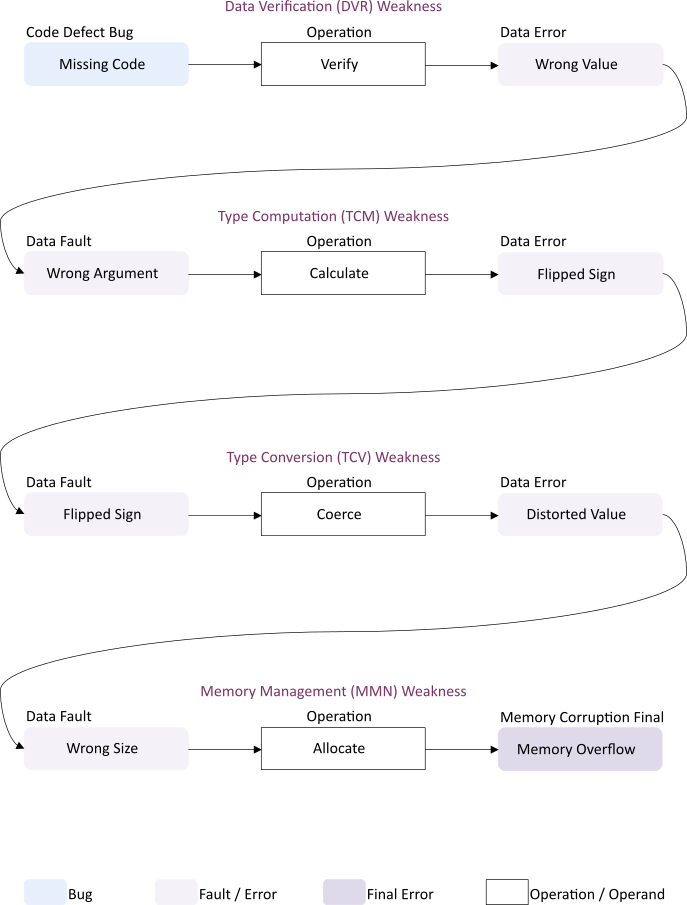 Data Verification (DVR) Weakness
Code Defect Bug
Operation
Data Error
Missing Code
Verify
Wrong Value
Type Computation (TCM) Weakness
Data Fault
Operation
Data Error
Wrong Argument
Calculate
Flipped Sign
Type Conversion (TCV) Weakness
Data Fault
Operation
Data Error
Flipped Sign
Coerce
Distorted Value
Memory Management (MMN) Weakness
Data Fault
Operation
Memory Corruption Final
Wrong Size
Allocate
Memory Overflow
Bug
Fault / Error
Final Error
Operation / Operand